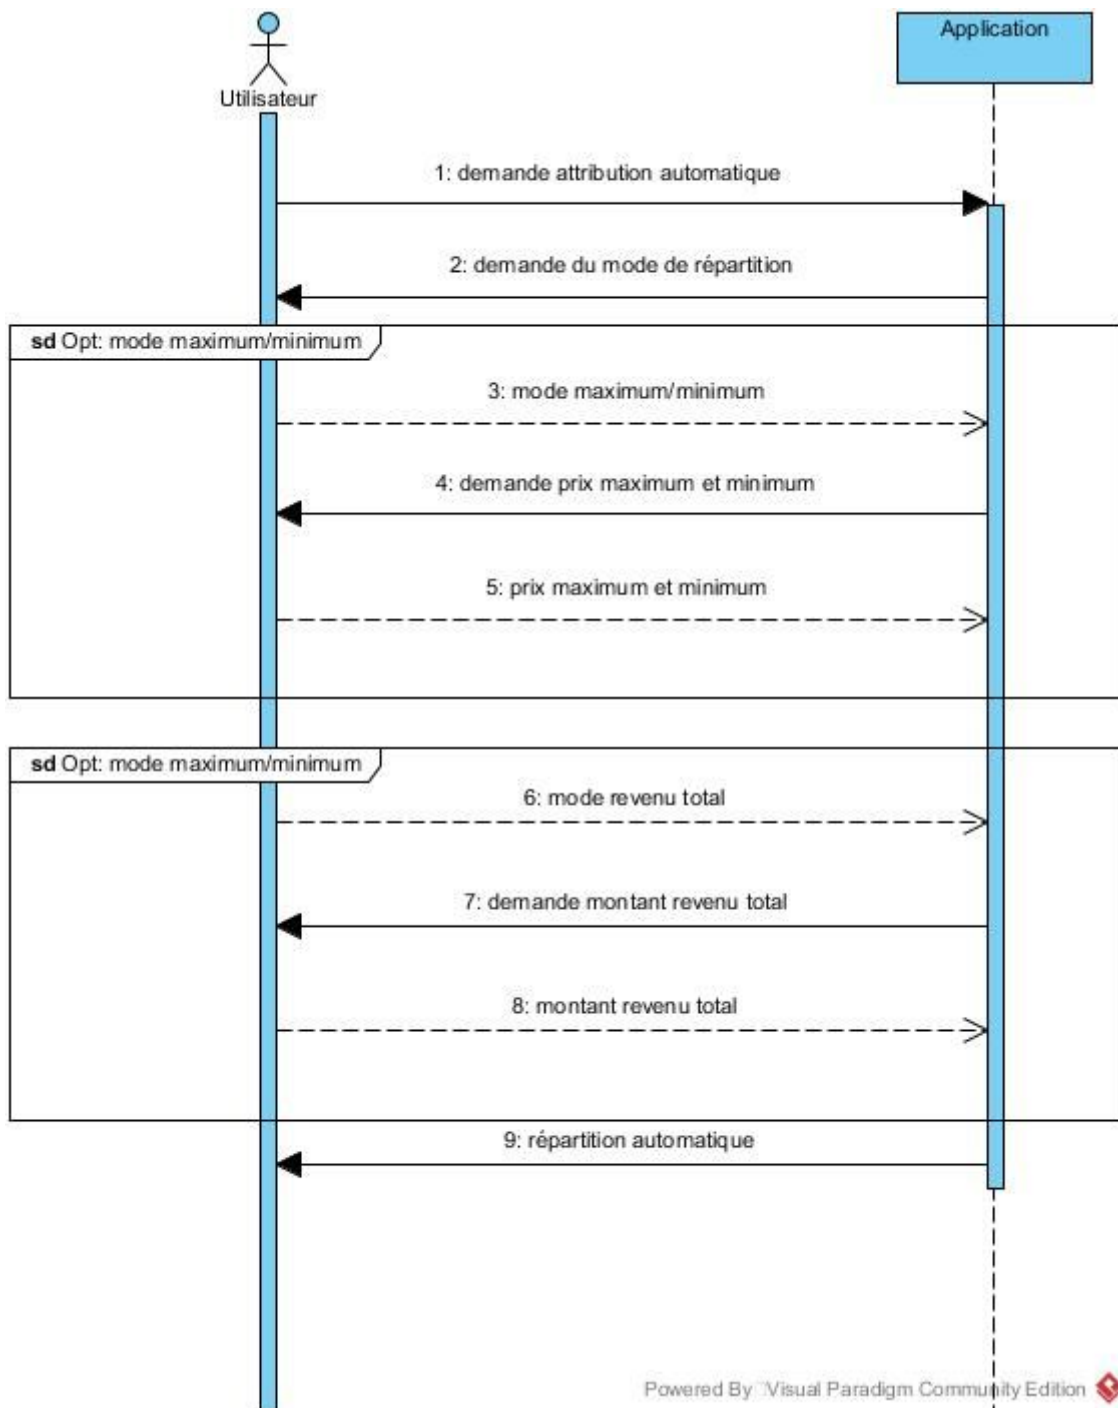 Application
Utilisateur
1: demande attribution automatique
2: demande du mode de répartition
sd Opt: mode maximum/minimum
3: mode maximum/minimum
4: demande prix maximum et minimum
5: prix maximum et minimum
sd Opt: mode maximum/minimum
6: mode revenu total
7: demande montant revenu total
8: montant revenu total
9: répartition automatique
Powered By Visual Paradigm Community Edition